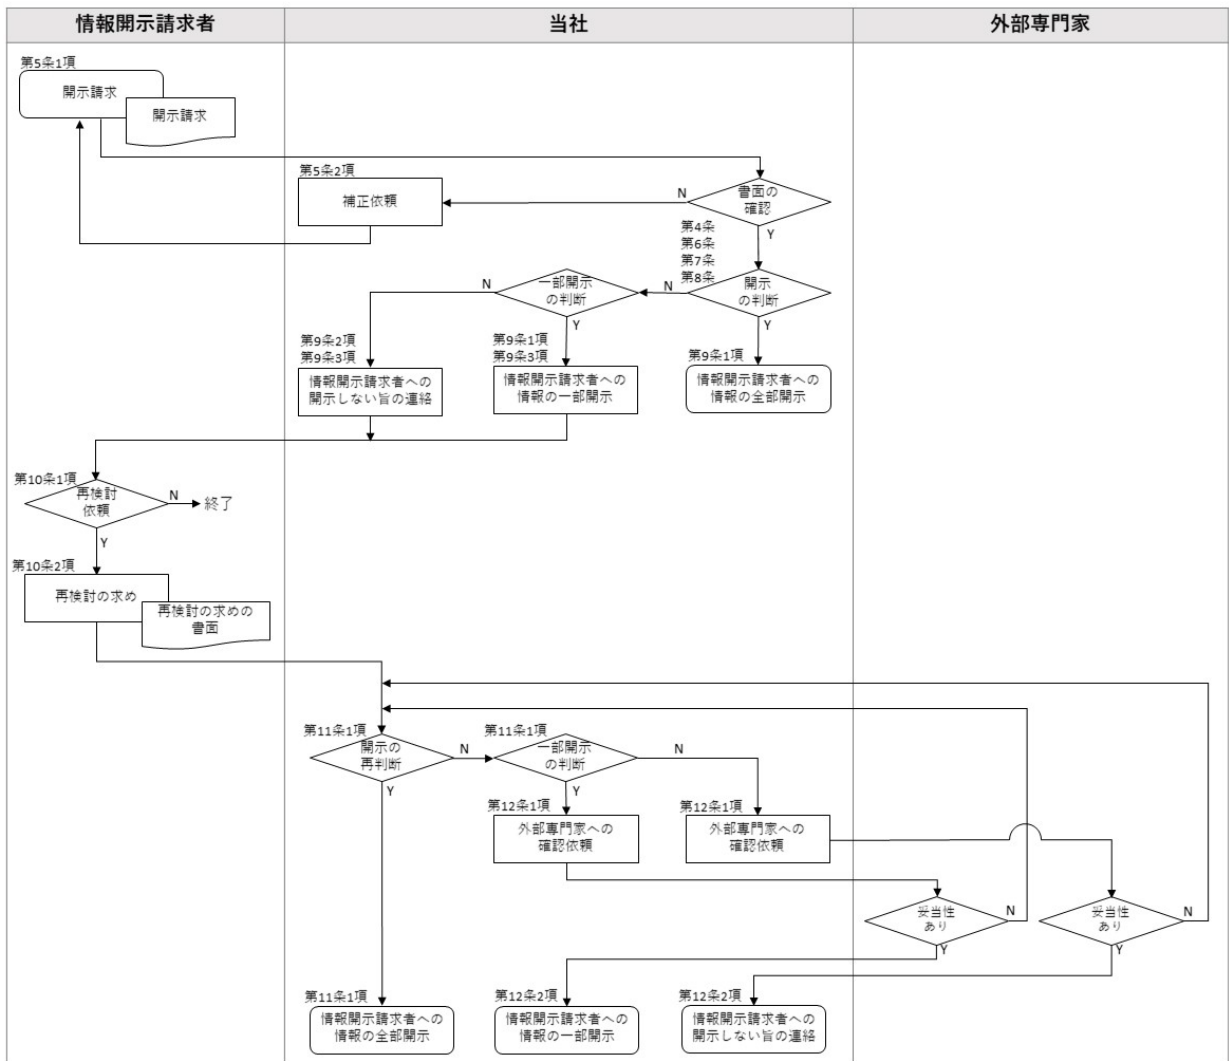 情報開示請求者
当社
外部専門家
第5条1項
開示請求
開示請求
第5条2項
補正依頼
N
書面の
確認
Y
第4条
第6条
第7条
第8条
開示
の判断
N
一部開示
の判断
N
Y
Y
第9条2項
第9条3項
情報開示請求者への
開示しない旨の連絡
第9条1項
第9条3項
情報開示請求者への
情報の一部開示
第9条1項
情報開示請求者への
情報の全部開示
第10条1項
再検討
依頼
N
終了
Y
第10条2項
再検討の求め
再検討の求めの
書面
第11条1項
開示の
再判断
N
Y
第11条1項
一部開示
の判断
N
Y
第12条1項
外部専門家への
確認依頼
第12条1項
外部専門家への
確認依頼
妥当性
あり
N
Y
妥当性
あり
N
Y
第11条1項
情報開示請求者への
情報の全部開示
第12条2項
情報開示請求者への
情報の一部開示
第12条2項
情報開示請求者への
開示しない旨の連絡